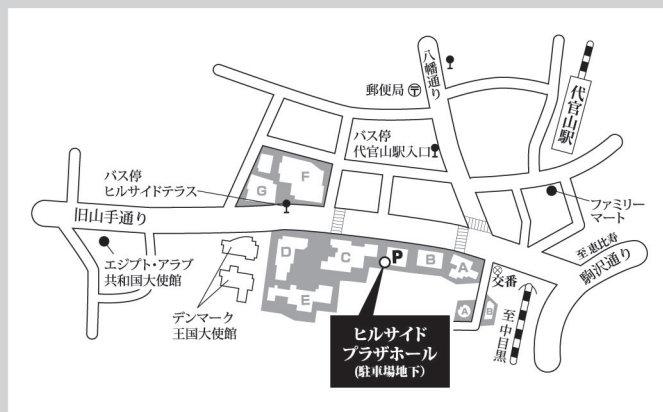 八幡通り
郵便局
代官山駅
バス停
代官山駅入口
バス停
ヒルサイドテラス
F
G
旧山手通り
ファミリー
マート
エジプト・アラブ
共和国大使館
デンマーク
王国大使館
D
C
E
P
B
A
交番
至恵比寿
駒沢通り
A
B
至中目黒
ヒルサイド
プラザホール
(駐車場地下)